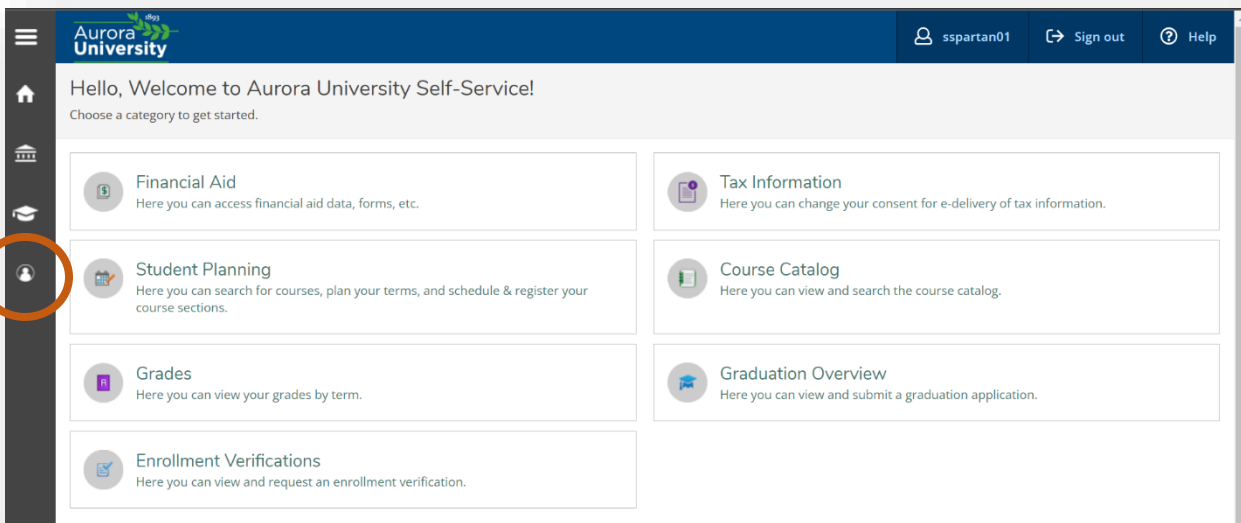 1893
Aurora
University
sspartan01
Sign out
Help
Hello, Welcome to Aurora University Self-Service!
Choose a category to get started.
Financial Aid
Here you can access financial aid data, forms, etc.
Tax Information
Here you can change your consent for e-delivery of tax information.
Student Planning
Here you can search for courses, plan your terms, and schedule & register your
course sections.
Course Catalog
Here you can view and search the course catalog.
Grades
Here you can view your grades by term.
Graduation Overview
Here you can view and submit a graduation application.
Enrollment Verifications
Here you can view and request an enrollment verification.